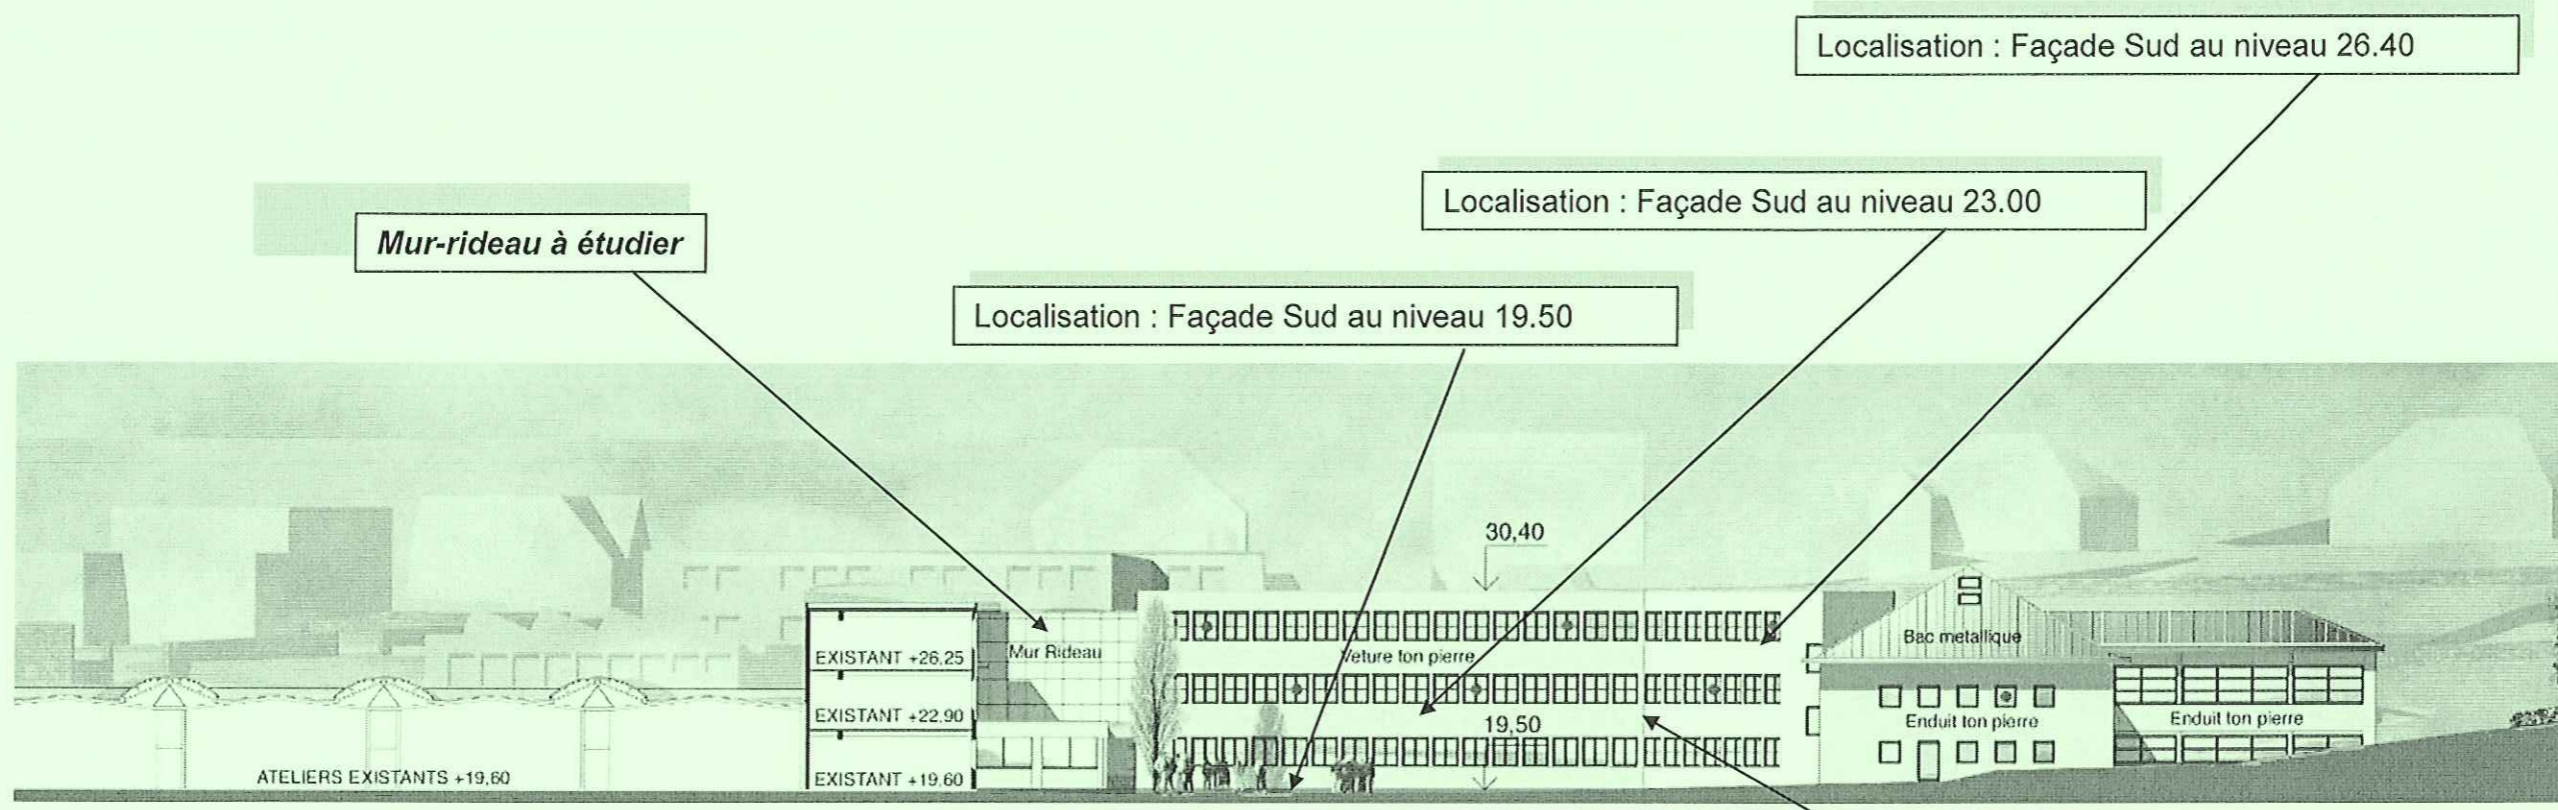 Localisation : Façade Sud au niveau 26.40
Localisation : Façade Sud au niveau 23.00
Mur-rideau à étudier
Localisation : Façade Sud au niveau 19.50
30,40
Bac metallique
EXISTANT +26,25
Mur Rideau
Veture ton pierre
EXISTANT +22,90
19,50
Enduit ton pierre
Enduit ton pierre
ATELIERS EXISTANTS +19,60
EXISTANT +19,60